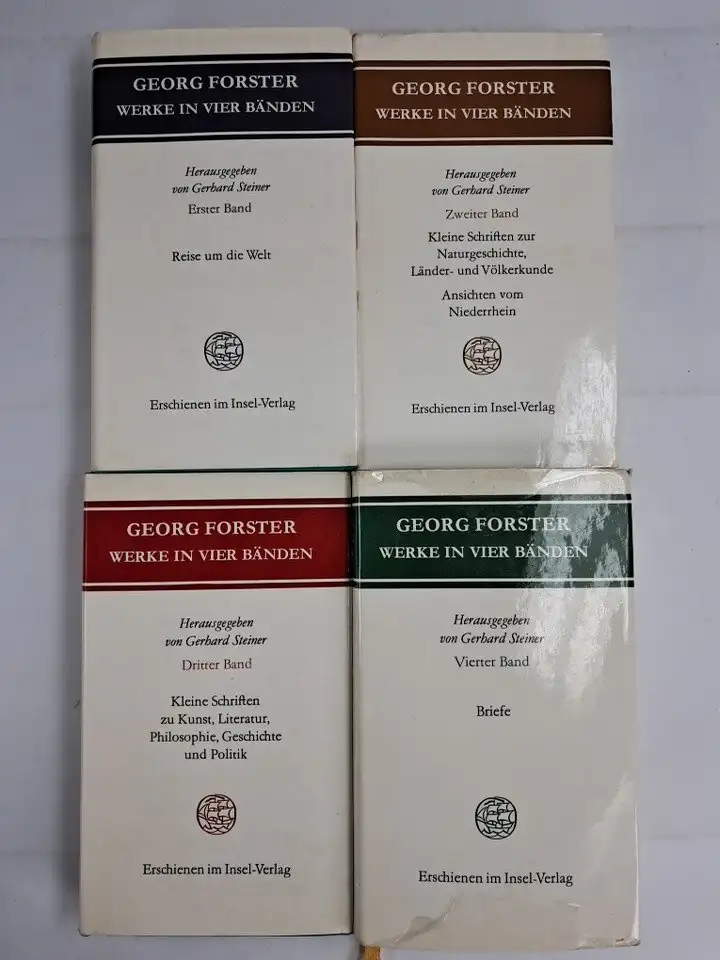 GEORG FORSTER
WERKE IN VIER BÄNDEN
Herausgegeben
von Gerhard Steiner
Erster Band
Reise um die Welt
Erschienen im Insel-Verlag
GEORG FORSTER
WERKE IN VIER BÄNDEN
Herausgegeben
von Gerhard Steiner
Zweiter Band
Kleine Schriften zur
Naturgeschichte,
Länder- und Völkerkunde
Ansichten vom
Niederrhein
Erschienen im Insel-Verlag
GEORG FORSTER
WERKE IN VIER BÄNDEN
Herausgegeben
von Gerhard Steiner
Dritter Band
Kleine Schriften
zu Kunst, Literatur,
Philosophie, Geschichte
und Politik
Erschienen im Insel-Verlag
GEORG FORSTER
WERKE IN VIER BÄNDEN
Herausgegeben
von Gerhard Steiner
Vierter Band
Briefe
Erschienen im Insel-Verlag